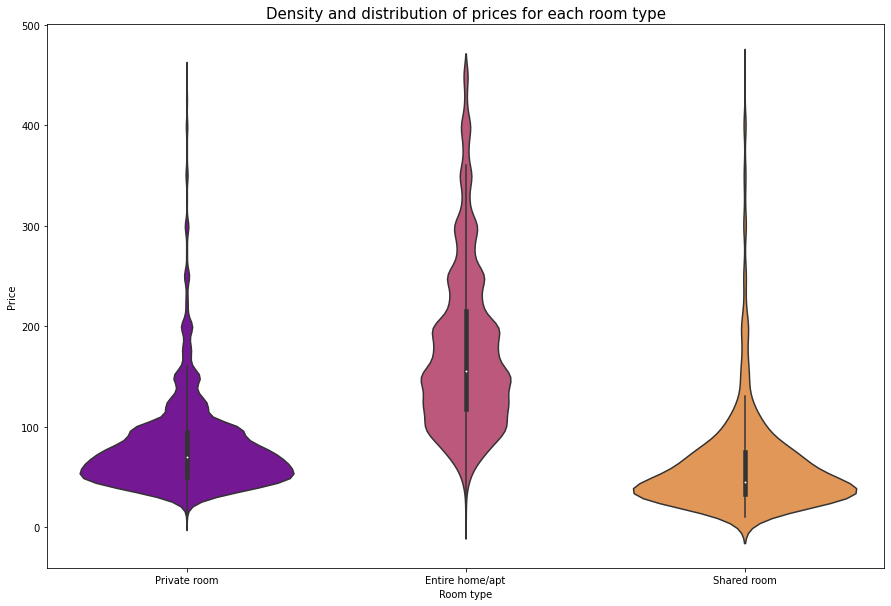 Density and distribution of prices for each room type
500
400
300
200
100
0
Price
Private room
Entire home/apt
Shared room
Room type